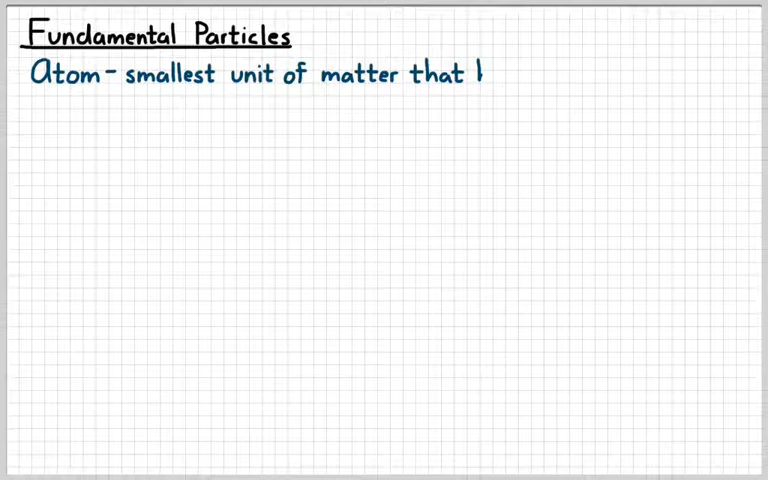 Fundamental Particles
Atom - smallest unit of matter that